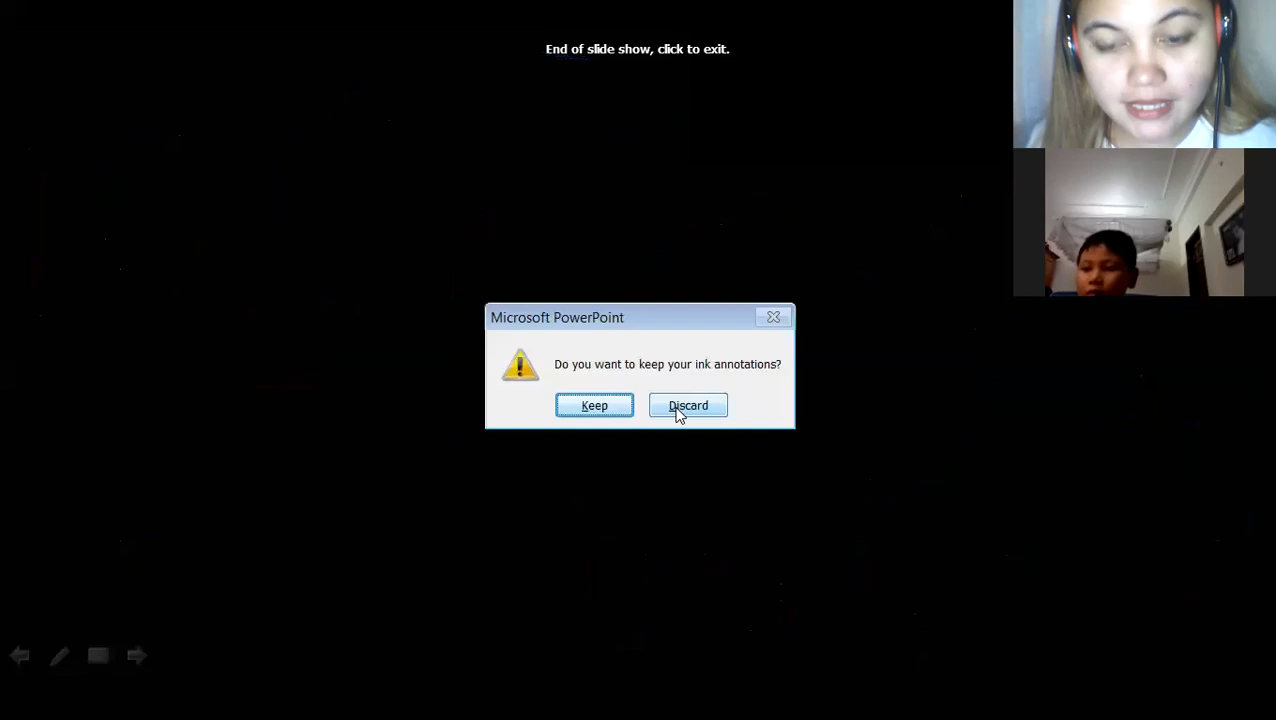 End of slide show, click to exit.
Microsoft PowerPoint
Do you want to keep your ink annotations?
Keep
Discard